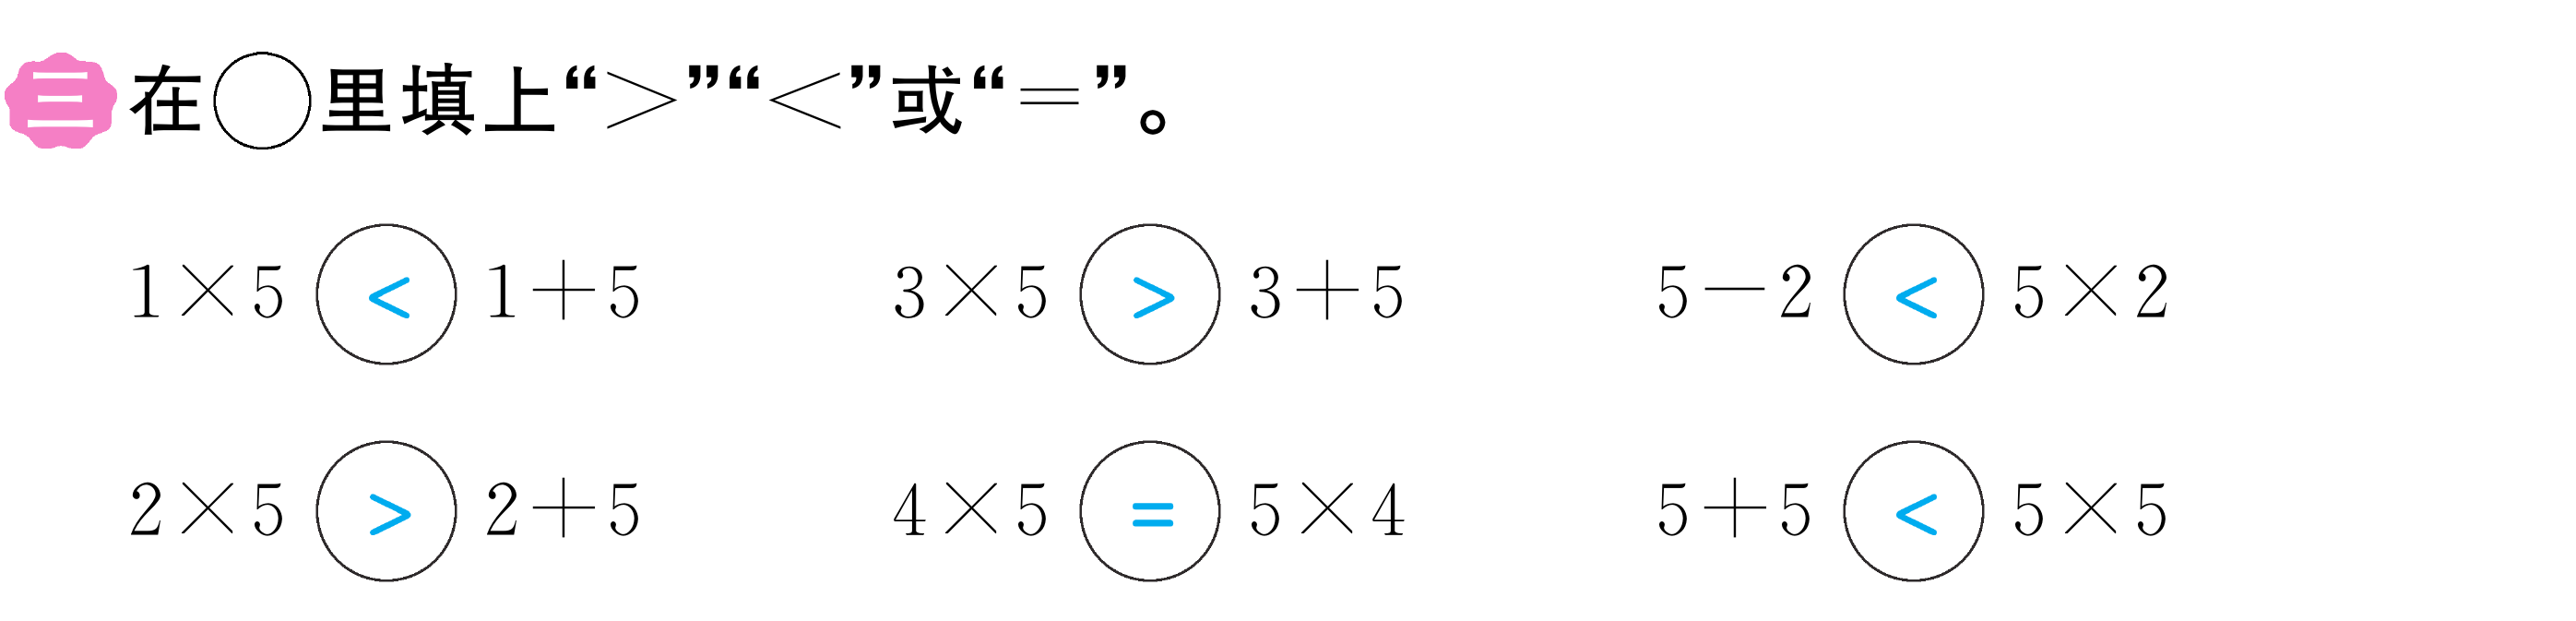 三 在○里填上“>”“<”或“=”。
1×5 < 1+5 3×5 > 3+5 5-2 < 5×2
2×5 > 2+5 4×5 = 5×4 5+5 < 5×5